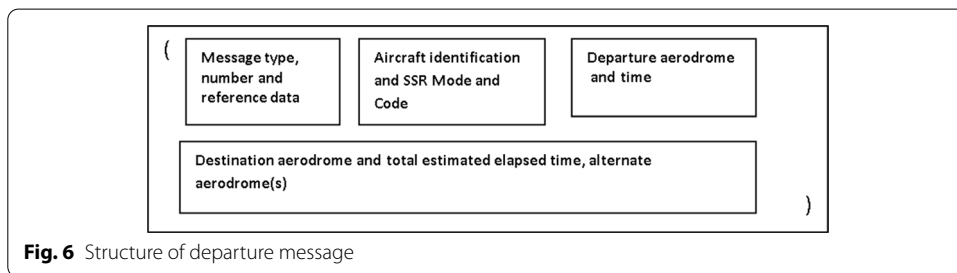 (
Message type,
number and
reference data
Aircraft identification
and SSR Mode and
Code
Departure aerodrome
and time
Destination aerodrome and total estimated elapsed time, alternate
aerodrome(s)
)
Fig. 6 Structure of departure message